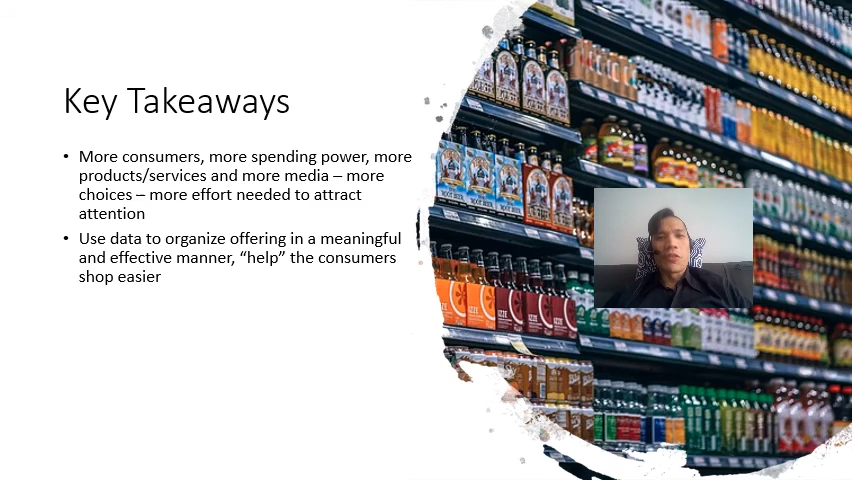 Key Takeaways
• More consumers, more spending power, more
products/services and more media – more
choices – more effort needed to attract
attention
• Use data to organize offering in a meaningful
and effective manner, “help” the consumers
shop easier